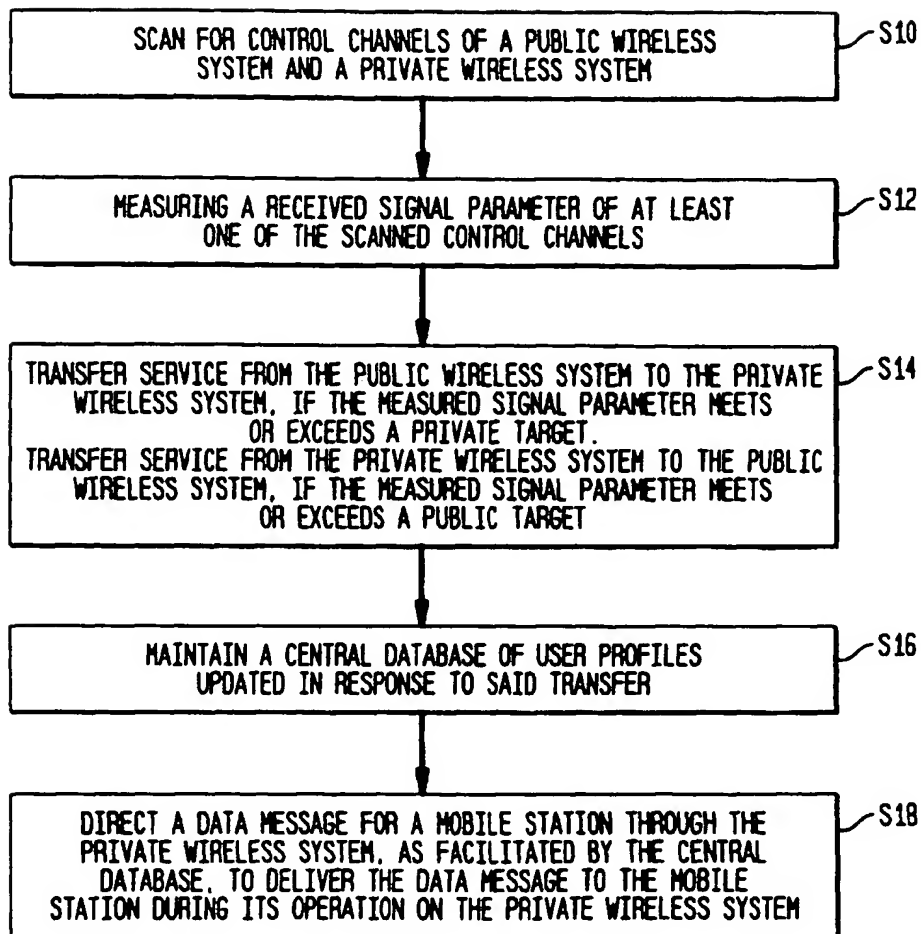 SCAN FOR CONTROL CHANNELS OF A PUBLIC WIRELESS
SYSTEM AND A PRIVATE WIRELESS SYSTEM
S10
MEASURING A RECEIVED SIGNAL PARAMETER OF AT LEAST
ONE OF THE SCANNED CONTROL CHANNELS
S12
TRANSFER SERVICE FROM THE PUBLIC WIRELESS SYSTEM TO THE PRIVATE
WIRELESS SYSTEM, IF THE MEASURED SIGNAL PARAMETER MEETS
OR EXCEEDS A PRIVATE TARGET.
TRANSFER SERVICE FROM THE PRIVATE WIRELESS SYSTEM TO THE PUBLIC
WIRELESS SYSTEM, IF THE MEASURED SIGNAL PARAMETER MEETS
OR EXCEEDS A PUBLIC TARGET
S14
MAINTAIN A CENTRAL DATABASE OF USER PROFILES
UPDATED IN RESPONSE TO SAID TRANSFER
S16
DIRECT A DATA MESSAGE FOR A MOBILE STATION THROUGH THE
PRIVATE WIRELESS SYSTEM, AS FACILITATED BY THE CENTRAL
DATABASE, TO DELIVER THE DATA MESSAGE TO THE MOBILE
STATION DURING ITS OPERATION ON THE PRIVATE WIRELESS SYSTEM
S18